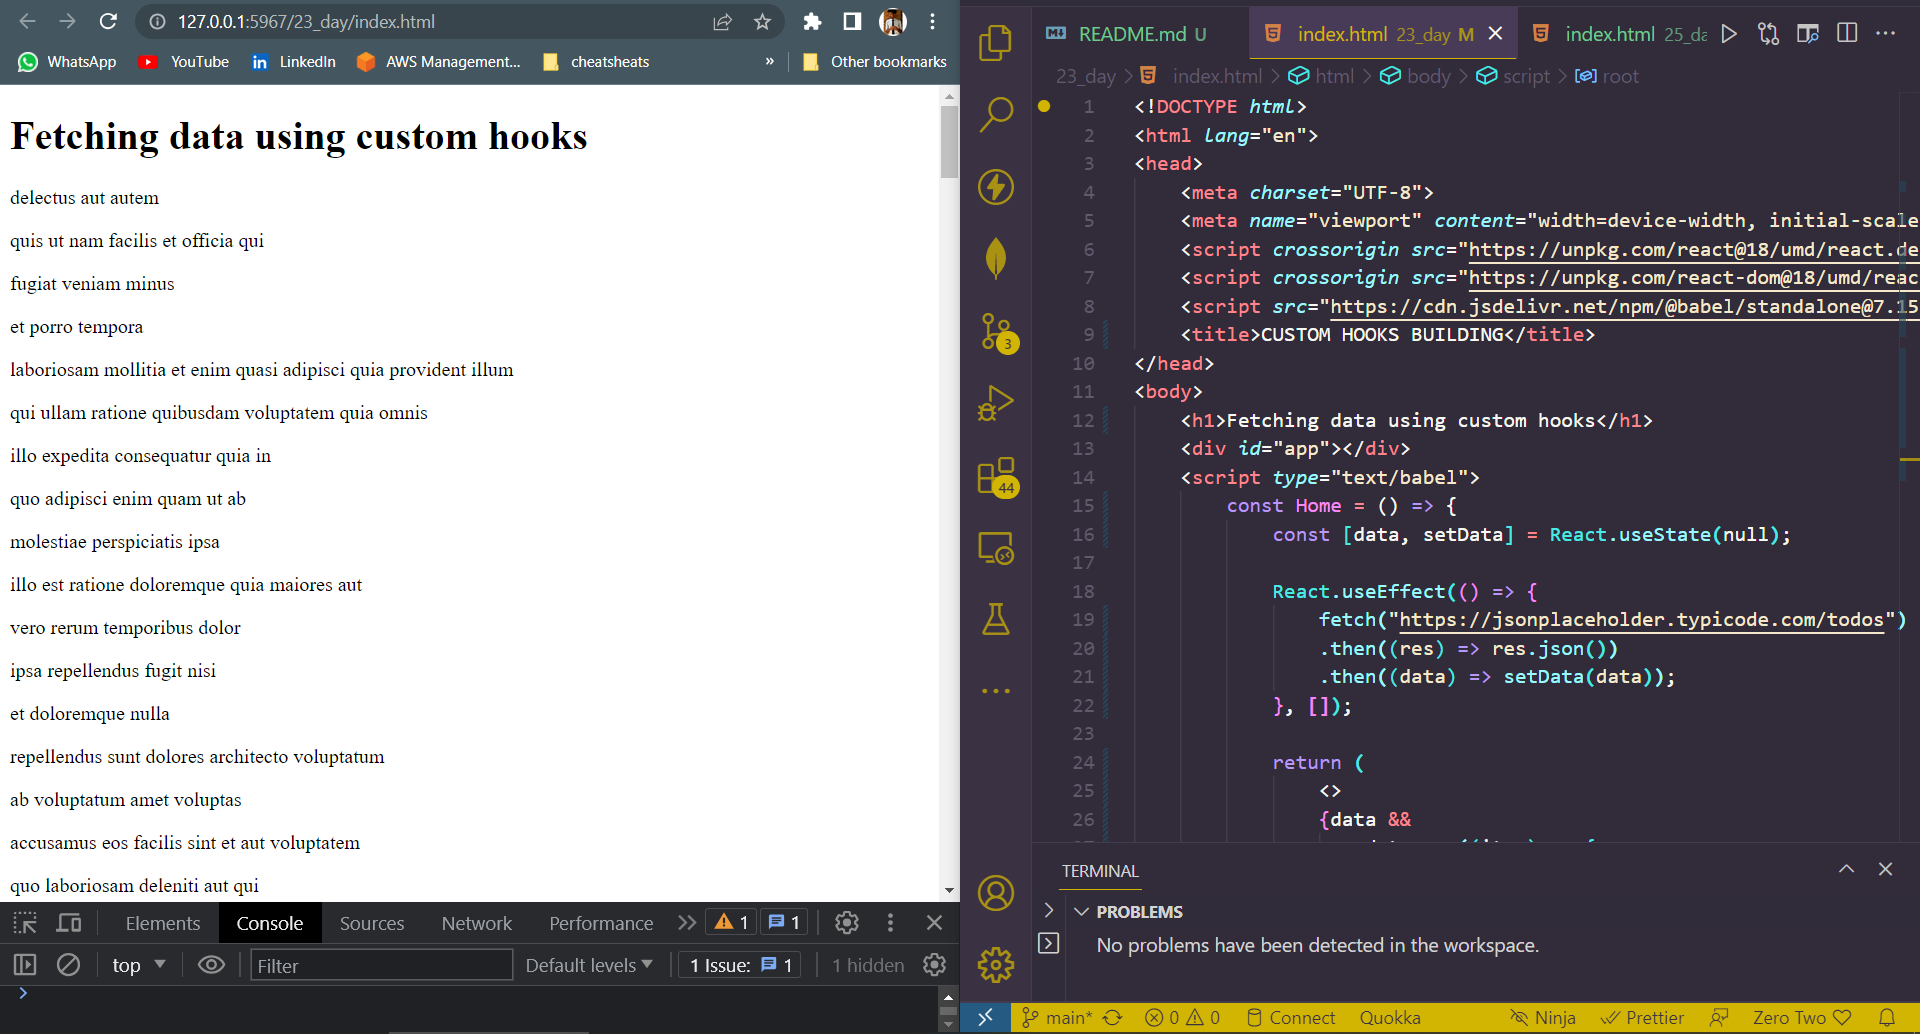 127.0.0.1:5967/23_day/index.html
WhatsApp YouTube LinkedIn AWS Management... cheatsheats » Other bookmarks
Fetching data using custom hooks
delectus aut autem
quis ut nam facilis et officia qui
fugiat veniam minus
et porro tempora
laboriosam mollitia et enim quasi adipisci quia provident illum
qui ullam ratione quibusdam voluptatem quia omnis
illo expedita consequatur quia in
quo adipisci enim quam ut ab
molestiae perspiciatis ipsa
illo est ratione doloremque quia maiores aut
vero rerum temporibus dolor
ipsa repellendus fugit nisi
et doloremque nulla
repellendus sunt dolores architecto voluptatum
ab voluptatum amet voluptas
accusamus eos facilis sint et aut voluptatem
quo laboriosam deleniti aut qui
Elements Console Sources Network Performance » 1 1
top Filter Default levels 1 Issue: 1 1 hidden
>
README.md U index.html 23_day M index.html 25_da
23_day > index.html > html > body > script > root
1 <!DOCTYPE html>
2 <html lang="en">
3 <head>
4 <meta charset="UTF-8">
5 <meta name="viewport" content="width=device-width, initial-scale
6 <script crossorigin src="https://unpkg.com/react@18/umd/react.de
7 <script crossorigin src="https://unpkg.com/react-dom@18/umd/reac
8 <script src="https://cdn.jsdelivr.net/npm/@babel/standalone@7.15
9 <title>CUSTOM HOOKS BUILDING</title>
10 </head>
11 <body>
12 <h1>Fetching data using custom hooks</h1>
13 <div id="app"></div>
14 <script type="text/babel">
15 const Home = () => {
16 const [data, setData] = React.useState(null);
17
18 React.useEffect(() => {
19 fetch("https://jsonplaceholder.typicode.com/todos")
20 .then((res) => res.json())
21 .then((data) => setData(data));
22 }, []);
23
24 return (
25 <>
26 {data &&
3
44
TERMINAL
PROBLEMS
No problems have been detected in the workspace.
main* 0 0 Connect Quokka Ninja Prettier Zero Two